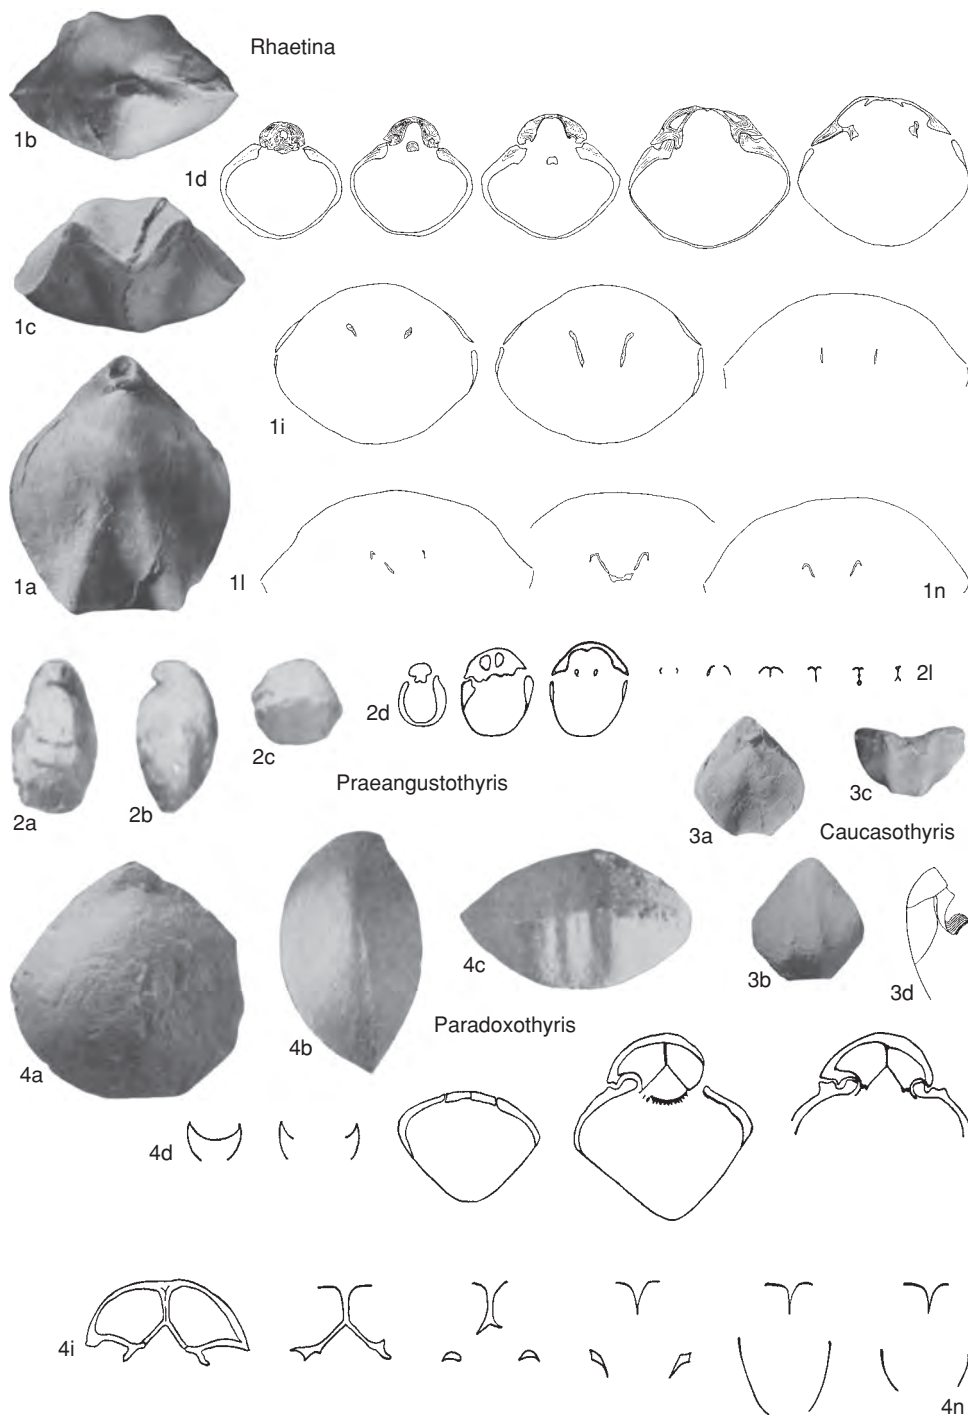 Rhaetina
1b
1d
1c
1i
1a
1l
1n
2d
2l
2c
2a
2b
Praeangustothyris
3a
3c
Caucasothyris
4c
3b
3d
4b
Paradoxothyris
4a
4d
4i
4n